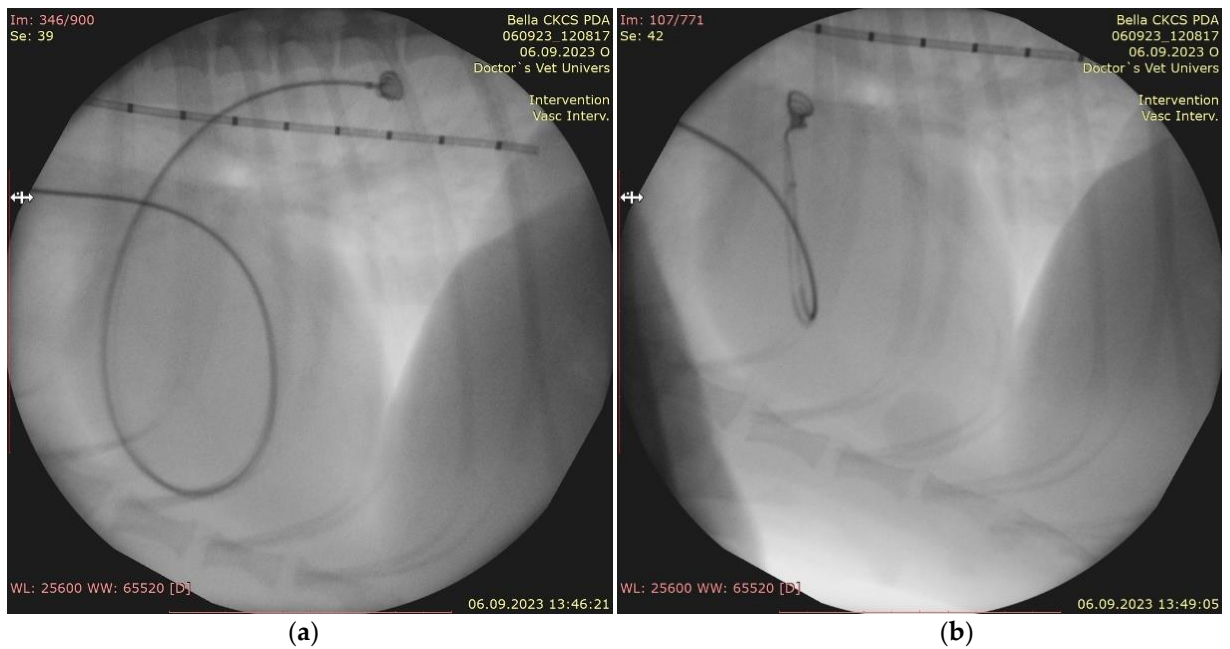 Im: 346/900
Se: 39
Bella CKCS PDA
060923_120817
06.09.2023 O
Doctor`s Vet Univers
Intervention
Vasc Interv.
WL: 25600 WW: 65520 [D]
06.09.2023 13:46:21
(a)
Im: 107/771
Se: 42
Bella CKCS PDA
060923_120817
06.09.2023 O
Doctor`s Vet Univers
Intervention
Vasc Interv.
WL: 25600 WW: 65520 [D]
06.09.2023 13:49:05
(b)